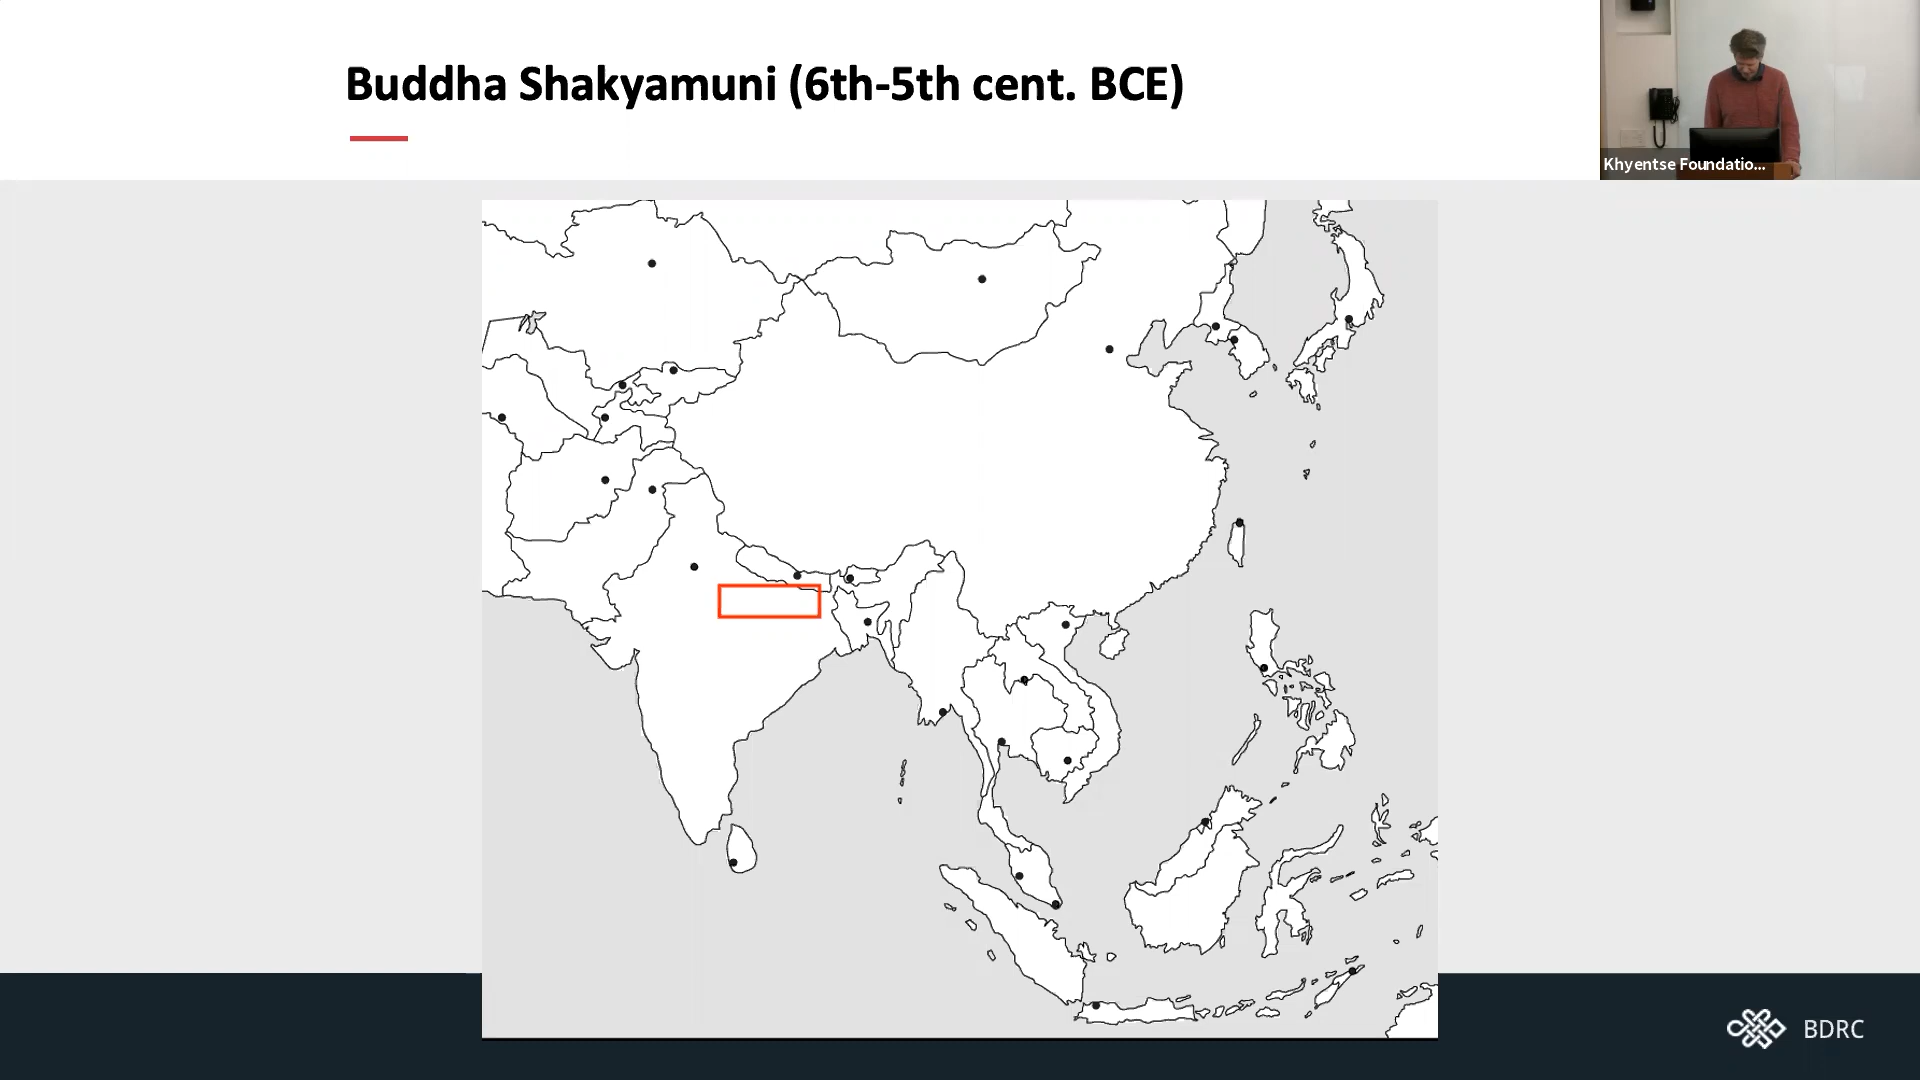 Buddha Shakyamuni (6th-5th cent. BCE)
Khyentse Foundatio...
BDRC